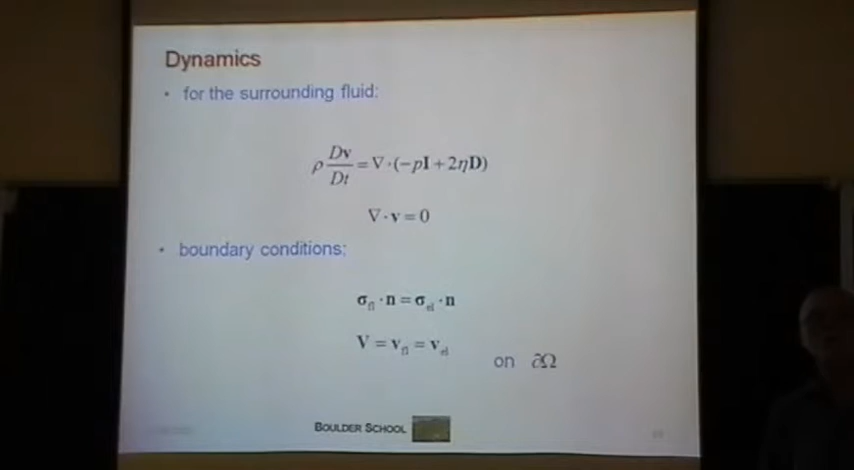 Dynamics
• for the surrounding fluid:
ρ Dv/Dt = ∇·(−pI + 2ηD)
∇·v = 0
• boundary conditions:
σ_fl · n = σ_el · n
V = v_fl = v_el
on ∂Ω
BOULDER SCHOOL